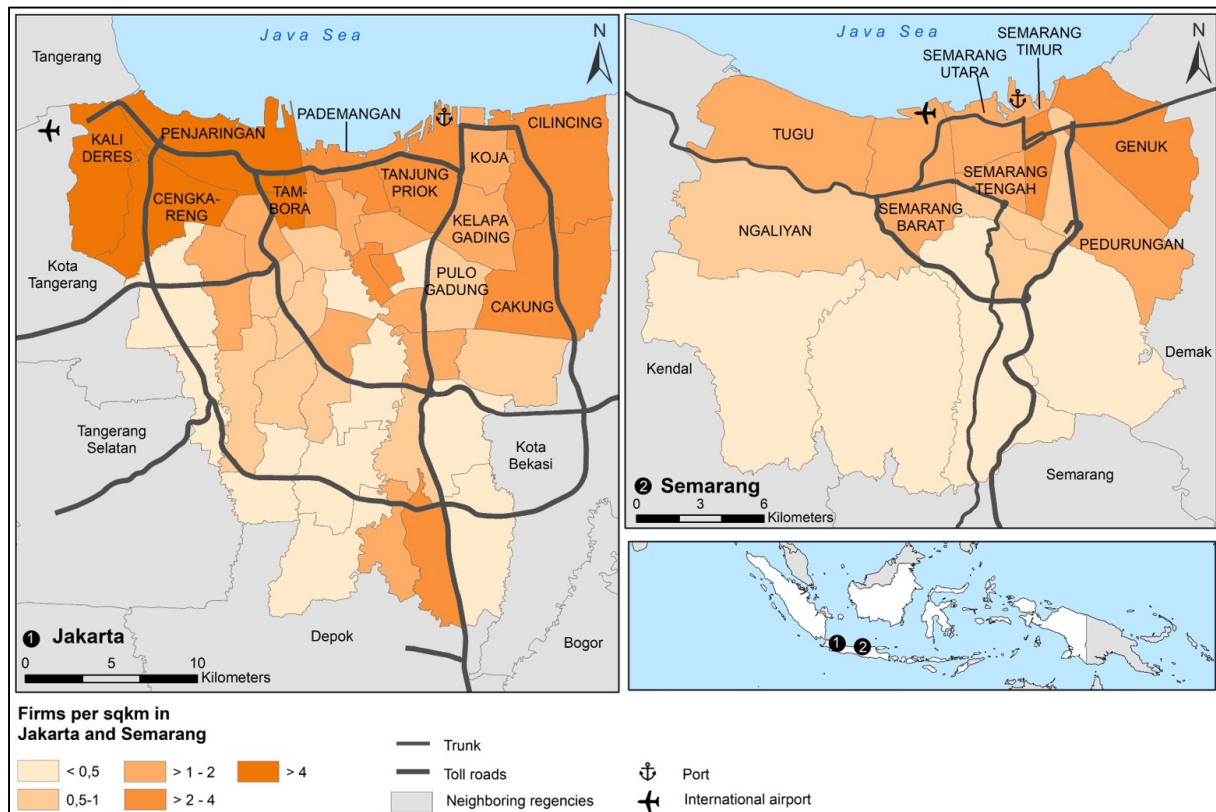 Tangerang
Java Sea
N
PADEMANGAN
KALI
DERES
PENJARINGAN
CILINCING
KOJA
TANJUNG
PRIOK
CENGKA-
RENG
TAM-
BORA
KELAPA
GADING
Kota
Tangerang
PULO
GADUNG
CAKUNG
Tangerang
Selatan
Kota
Bekasi
1 Jakarta
Depok
Bogor
0 5 10
Kilometers
Java Sea
SEMARANG
TIMUR
SEMARANG
UTARA
N
TUGU
GENUK
SEMARANG
TENGAH
SEMARANG
BARAT
NGALIYAN
PEDURUNGAN
Kendal
Demak
Semarang
2 Semarang
0 3 6
Kilometers
1 2
Firms per sqkm in
Jakarta and Semarang
< 0,5
> 1 - 2
> 4
0,5-1
> 2 - 4
Trunk
Toll roads
Neighboring regencies
Port
International airport